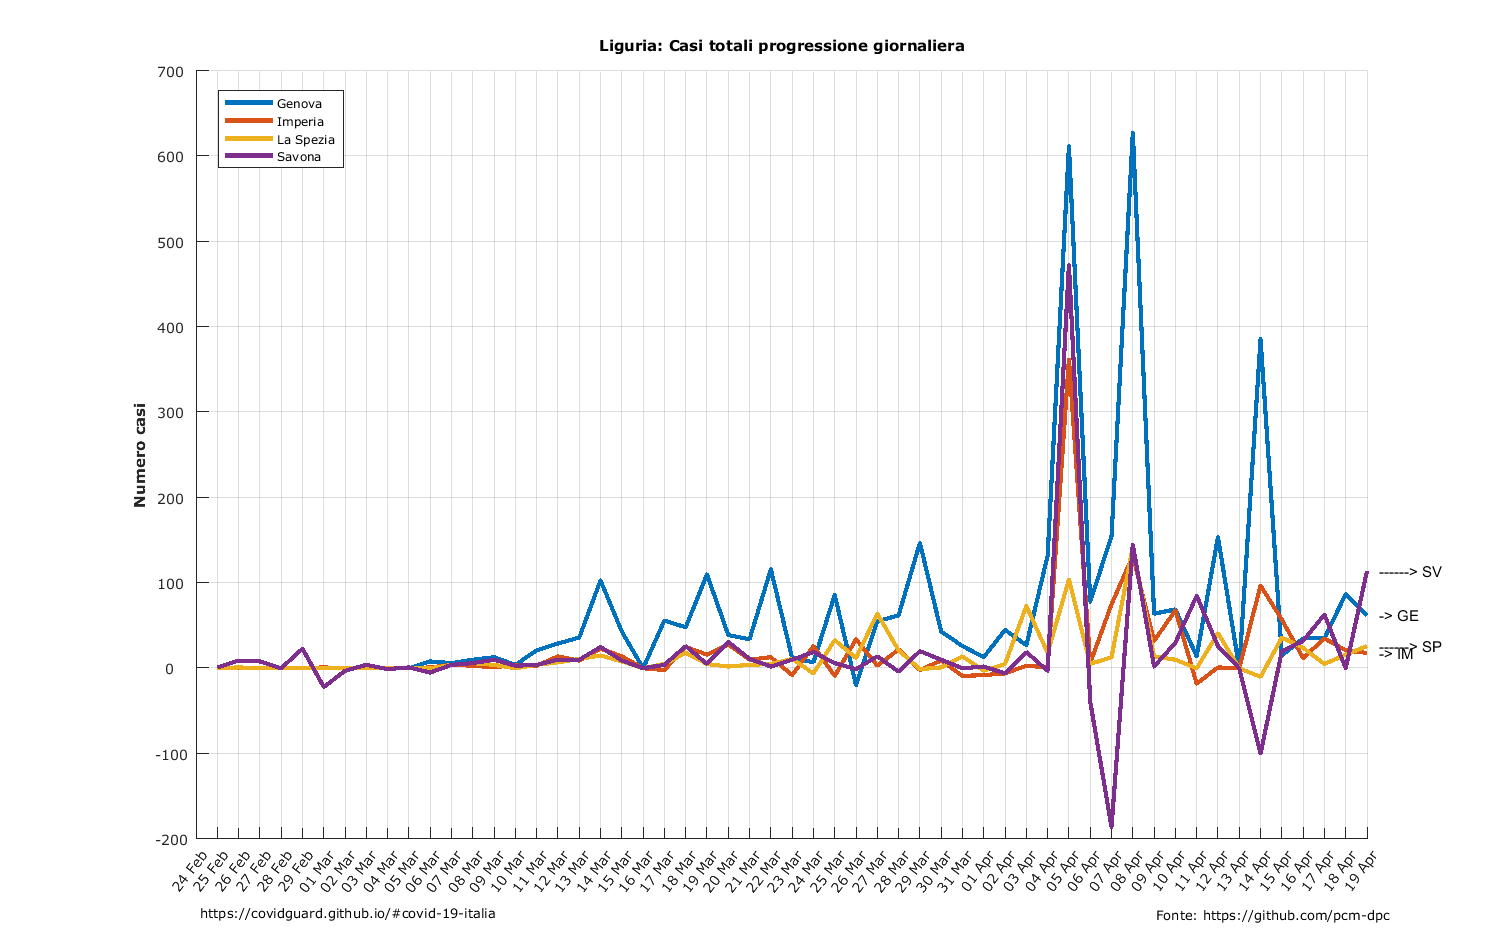 Liguria: Casi totali progressione giornaliera
700
600
500
400
300
200
100
0
-100
-200
Numero casi
Genova
Imperia
La Spezia
Savona
------> SV
-> GE
------> SP
-> IM
24 Feb
25 Feb
26 Feb
27 Feb
28 Feb
29 Feb
01 Mar
02 Mar
03 Mar
04 Mar
05 Mar
06 Mar
07 Mar
08 Mar
09 Mar
10 Mar
11 Mar
12 Mar
13 Mar
14 Mar
15 Mar
16 Mar
17 Mar
18 Mar
19 Mar
20 Mar
21 Mar
22 Mar
23 Mar
24 Mar
25 Mar
26 Mar
27 Mar
28 Mar
29 Mar
30 Mar
31 Mar
01 Apr
02 Apr
03 Apr
04 Apr
05 Apr
06 Apr
07 Apr
08 Apr
09 Apr
10 Apr
11 Apr
12 Apr
13 Apr
14 Apr
15 Apr
16 Apr
17 Apr
18 Apr
19 Apr
https://covidguard.github.io/#covid-19-italia
Fonte: https://github.com/pcm-dpc